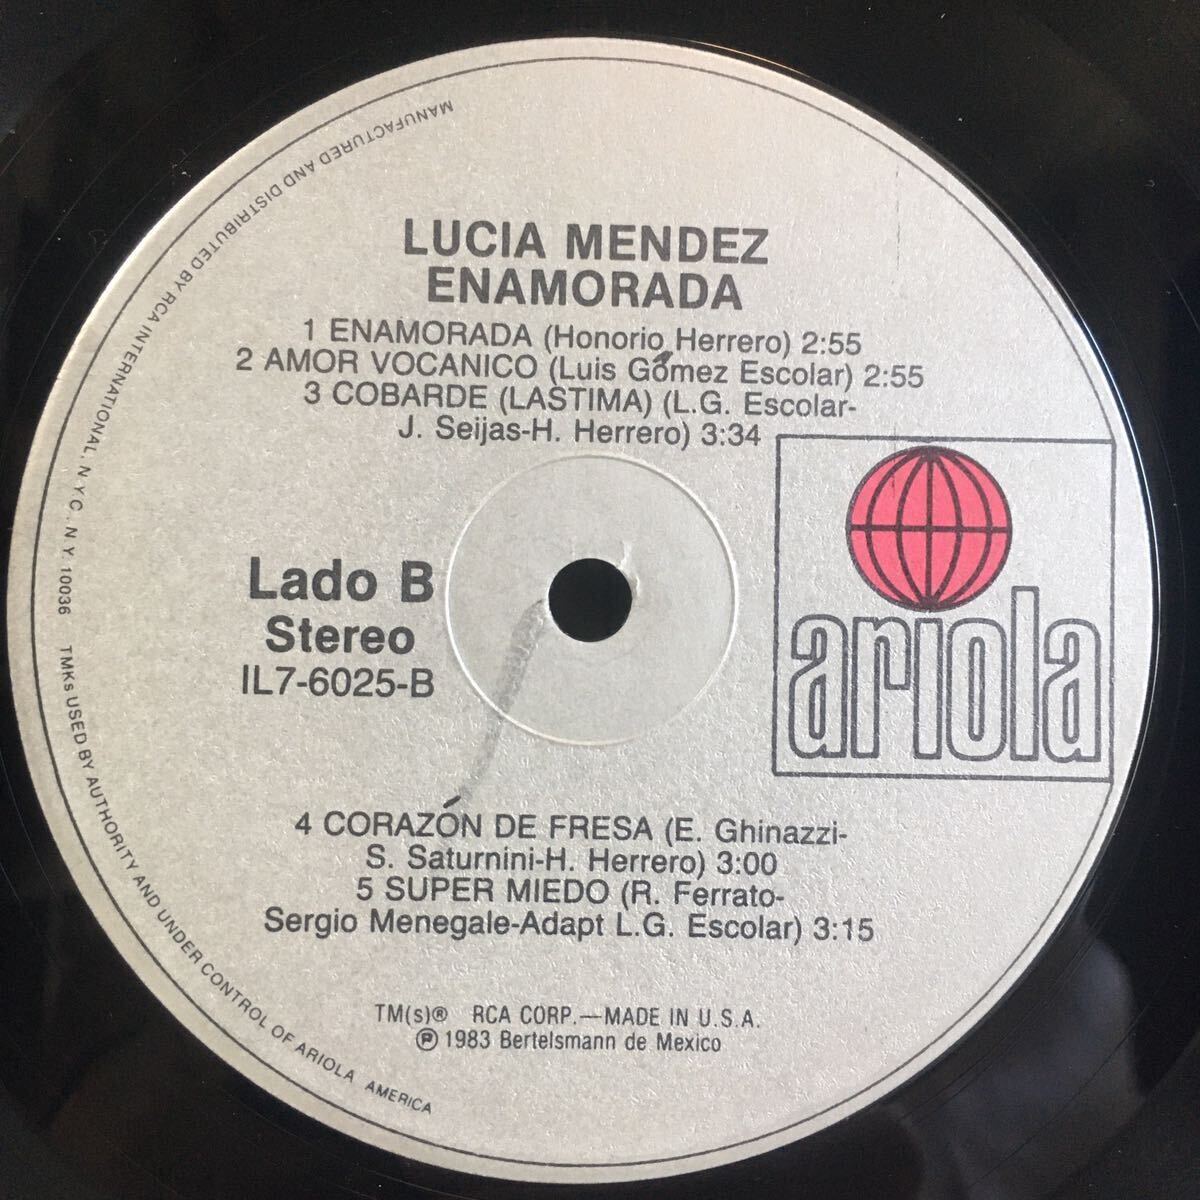 LUCIA MENDEZ
ENAMORADA
1 ENAMORADA (Honorio Herrero) 2:55
2 AMOR VOCANICO (Luis Gómez Escolar) 2:55
3 COBARDE (LASTIMA) (L.G. Escolar-
J. Seijas-H. Herrero) 3:34
ariola
Lado B
Stereo
IL7-6025-B
4 CORAZÓN DE FRESA (E. Ghinazzi-
S. Saturnini-H. Herrero) 3:00
5 SUPER MIEDO (R. Ferrato-
Sergio Menegale-Adapt L.G. Escolar) 3:15
TM(s)® RCA CORP.—MADE IN U.S.A.
℗ 1983 Bertelsmann de Mexico
MANUFACTURED AND DISTRIBUTED BY RCA INTERNATIONAL, N.Y.C., N.Y. 10036 TMKs USED BY AUTHORITY AND UNDER CONTROL OF ARIOLA AMERICA